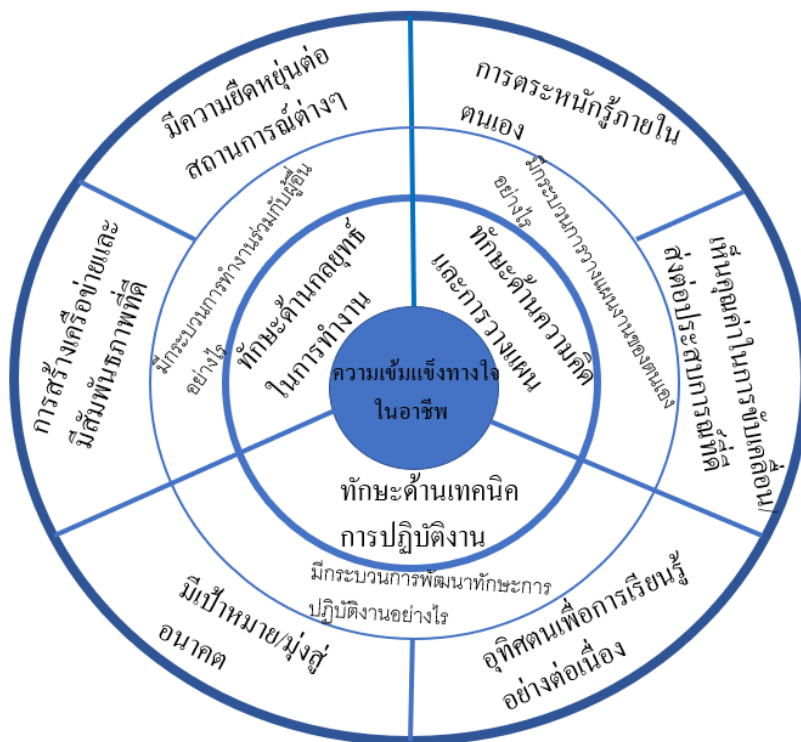 มีความยืดหยุ่นต่อ
สถานการณ์ต่างๆ
การตระหนักรู้ภายใน
ตนเอง
การสร้างเครือข่ายและ
มีสัมพันธภาพที่ดี
มีกระบวนการทำงานร่วมกับผู้อื่น
อย่างไร
มีกระบวนการวางแผนงานของตนเอง
อย่างไร
เห็นคุณค่าในการขับเคลื่อน/
ส่งต่อประสบการณ์ที่ดี
ทักษะด้านกลยุทธ์
ในการทำงาน
ทักษะด้านความคิด
และการวางแผน
ความเข้มแข็งทางใจ
ในอาชีพ
ทักษะด้านเทคนิค
การปฏิบัติงาน
มีกระบวนการพัฒนาทักษะการ
ปฏิบัติงานอย่างไร
มีเป้าหมาย/มุ่งสู่
อนาคต
อุทิศตนเพื่อการเรียนรู้
อย่างต่อเนื่อง